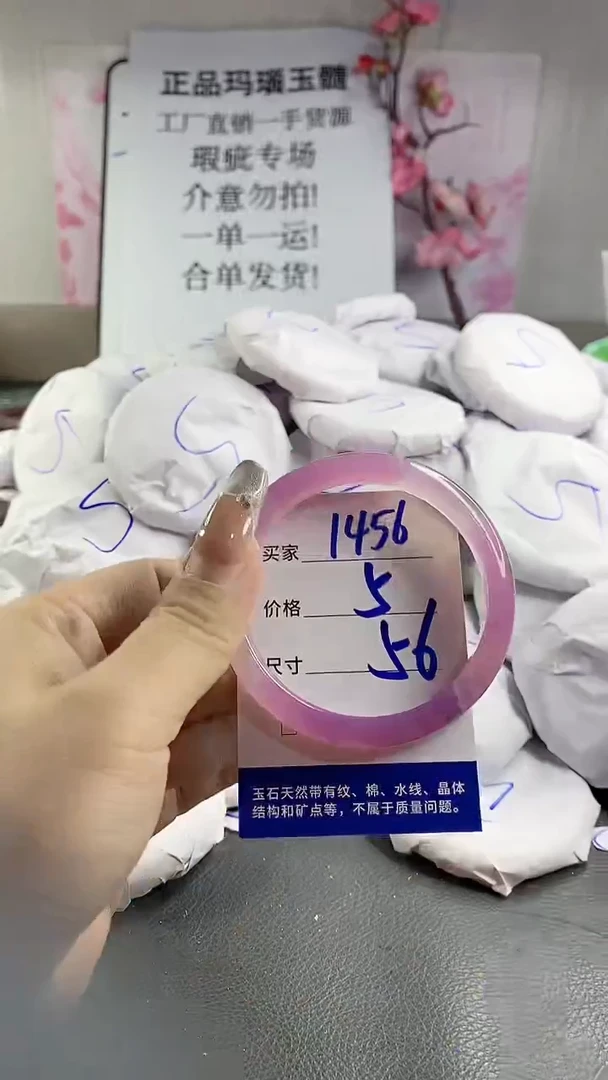 正品玛瑙玉髓
工厂直销一手货源
瑕疵专场
介意勿拍!
一单一运!
合单发货!
买家 1456
价格 5
尺寸 56
玉石天然带有纹、棉、水线、晶体
结构和矿点等，不属于质量问题。